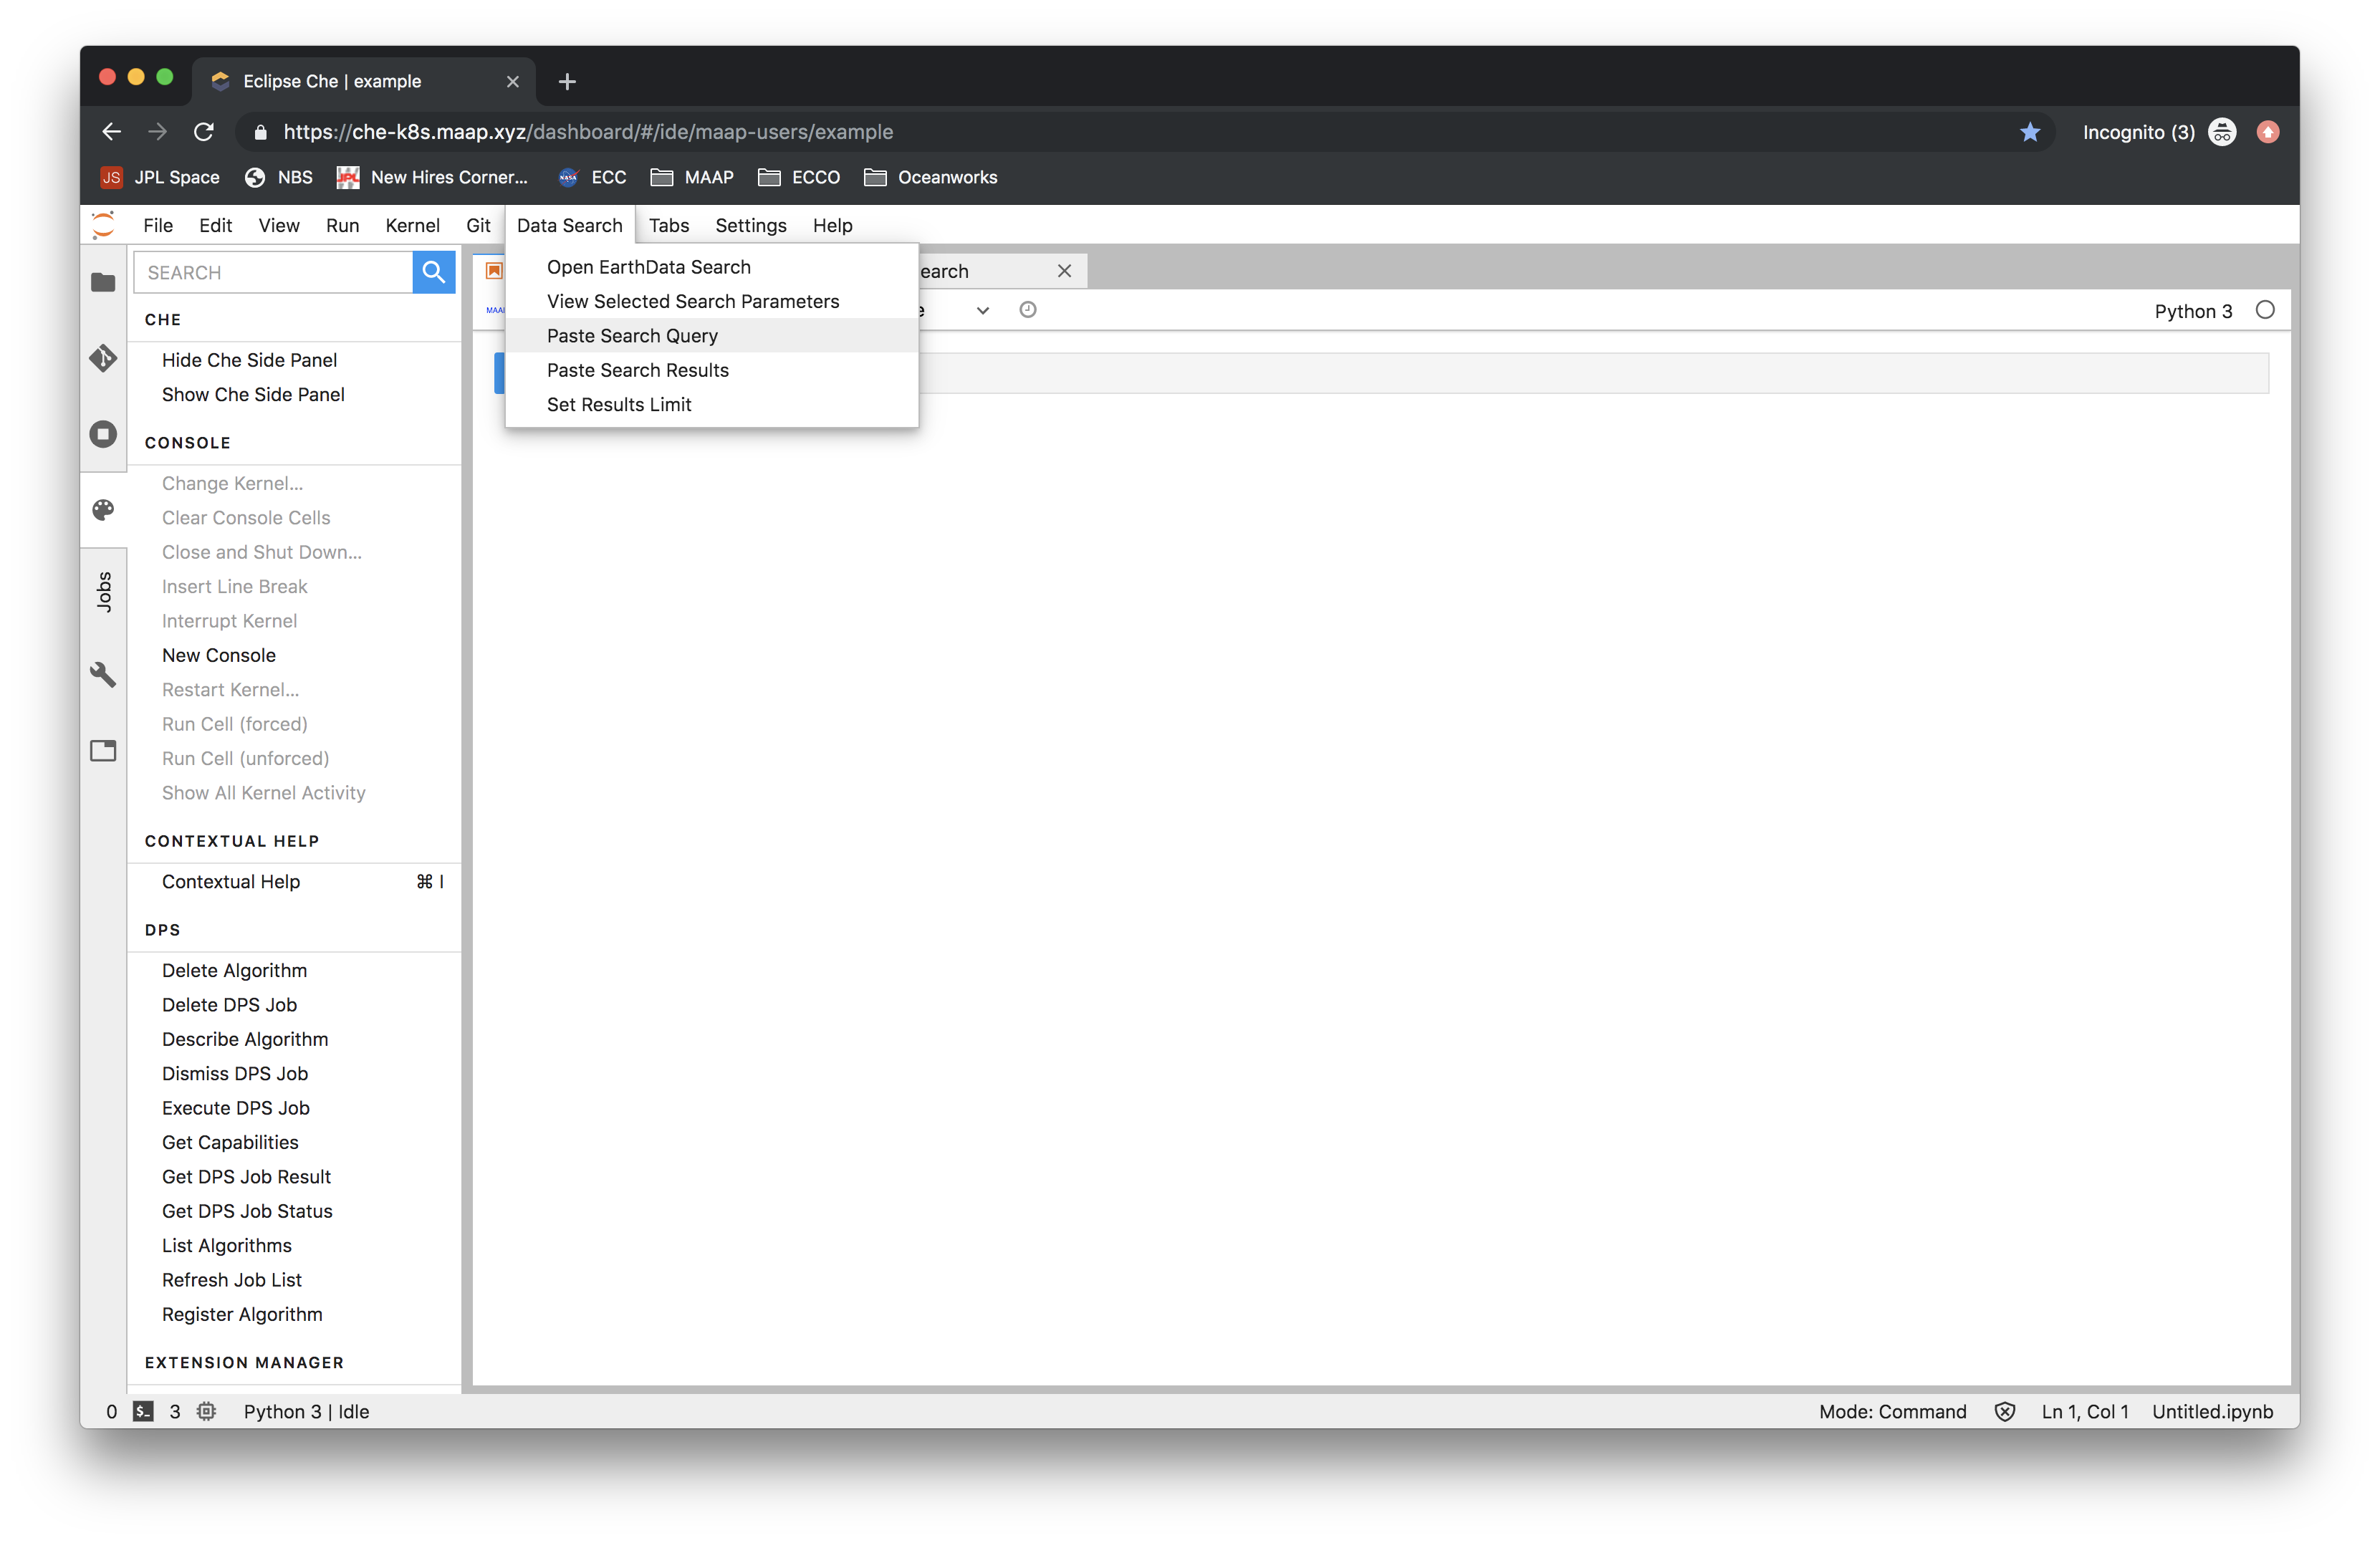 Eclipse Che | example
https://che-k8s.maap.xyz/dashboard/#/ide/maap-users/example
Incognito (3)
JS JPL Space NBS JPL New Hires Corner... NASA ECC MAAP ECCO Oceanworks
File Edit View Run Kernel Git Data Search Tabs Settings Help
SEARCH
Open EarthData Search
View Selected Search Parameters
Paste Search Query
Paste Search Results
Set Results Limit
earch
Python 3
CHE
Hide Che Side Panel
Show Che Side Panel
CONSOLE
Change Kernel...
Clear Console Cells
Close and Shut Down...
Insert Line Break
Interrupt Kernel
New Console
Restart Kernel...
Run Cell (forced)
Run Cell (unforced)
Show All Kernel Activity
CONTEXTUAL HELP
Contextual Help ⌘ I
DPS
Delete Algorithm
Delete DPS Job
Describe Algorithm
Dismiss DPS Job
Execute DPS Job
Get Capabilities
Get DPS Job Result
Get DPS Job Status
List Algorithms
Refresh Job List
Register Algorithm
EXTENSION MANAGER
Jobs
0 $_ 3 Python 3 | Idle
Mode: Command Ln 1, Col 1 Untitled.ipynb